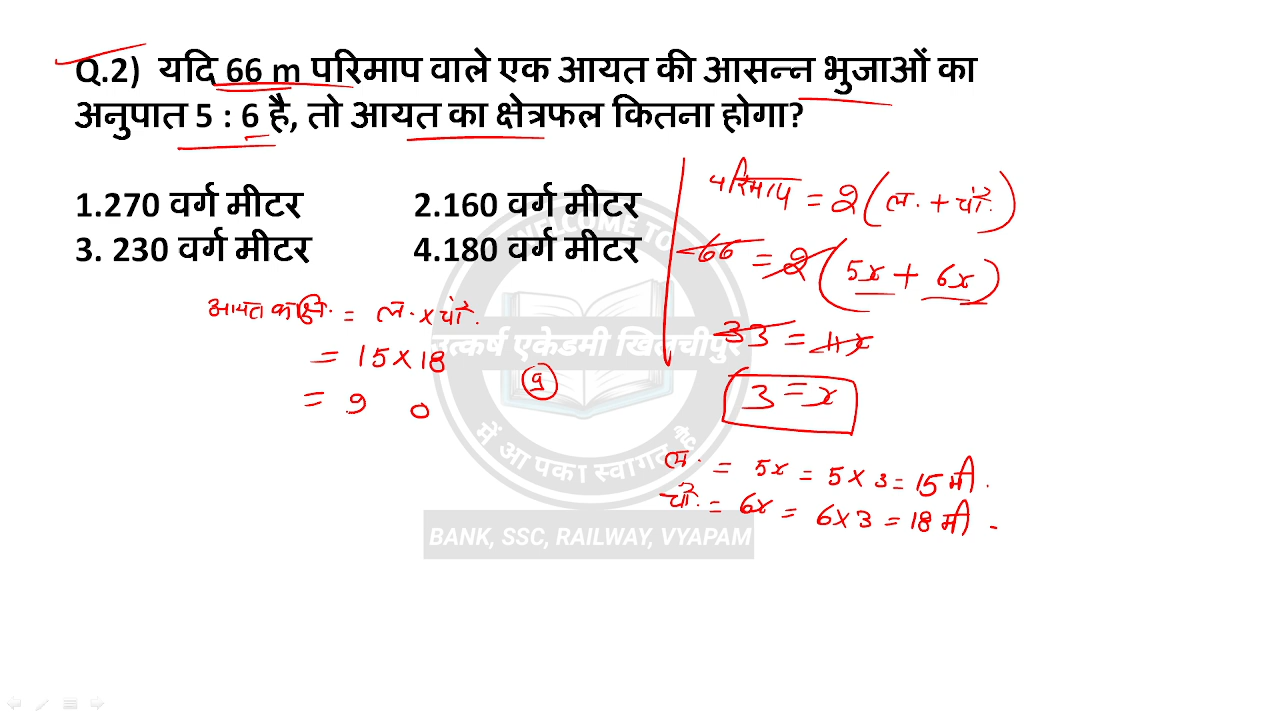 Q.2) यदि 66 m परिमाप वाले एक आयत की आसन्न भुजाओं का
अनुपात 5 : 6 है, तो आयत का क्षेत्रफल कितना होगा?
1.270 वर्ग मीटर 2.160 वर्ग मीटर
3. 230 वर्ग मीटर 4.180 वर्ग मीटर
परिमाप = 2 (ल. + चौ.)
66 = 2 (5x + 6x)
33 = 11x
3 = x
ल. = 5x = 5 x 3 = 15 मी.
चौ. = 6x = 6 x 3 = 18 मी.
आयत का क्षे. = ल. x चौ.
= 15 x 18
= 9 0
9
WELCOME TO
उत्कर्ष एकेडमी खिलचीपुर
में आपका स्वागत है
BANK, SSC, RAILWAY, VYAPAM